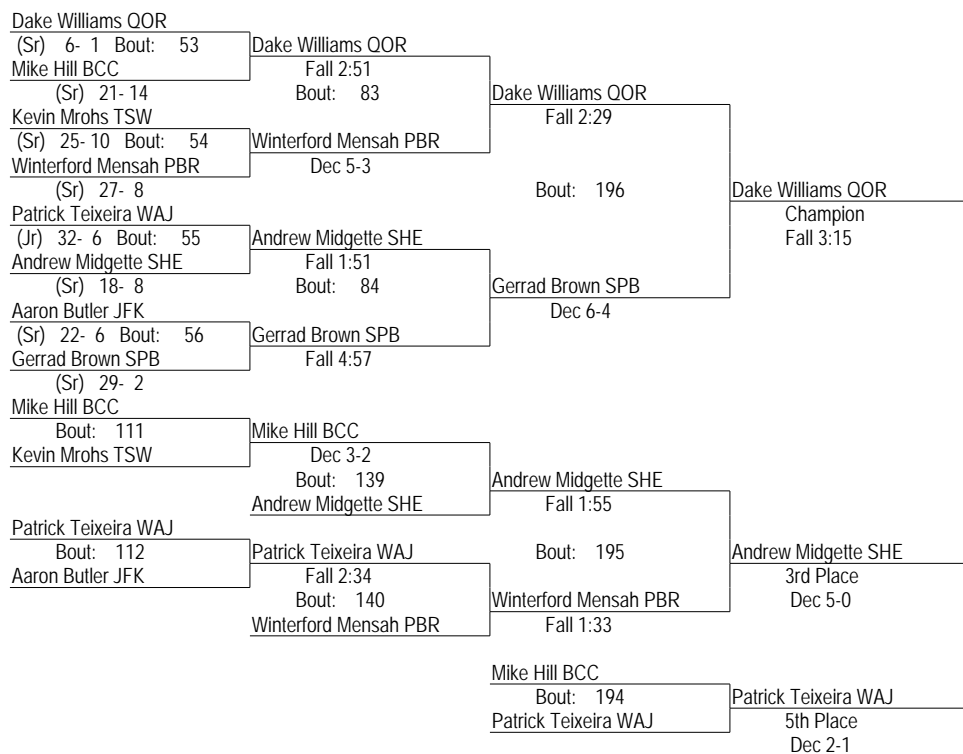 Dake Williams QOR
(Sr) 6- 1 Bout: 53 Dake Williams QOR
Mike Hill BCC Fall 2:51
(Sr) 21- 14 Bout: 83 Dake Williams QOR
Kevin Mrohs TSW Fall 2:29
(Sr) 25- 10 Bout: 54 Winterford Mensah PBR
Winterford Mensah PBR Dec 5-3
(Sr) 27- 8 Bout: 196 Dake Williams QOR
Patrick Teixeira WAJ Champion
(Jr) 32- 6 Bout: 55 Andrew Midgette SHE Fall 3:15
Andrew Midgette SHE Fall 1:51
(Sr) 18- 8 Bout: 84 Gerrad Brown SPB
Aaron Butler JFK Dec 6-4
(Sr) 22- 6 Bout: 56 Gerrad Brown SPB
Gerrad Brown SPB Fall 4:57
(Sr) 29- 2
Mike Hill BCC
Bout: 111 Mike Hill BCC
Kevin Mrohs TSW Dec 3-2
Bout: 139 Andrew Midgette SHE
Andrew Midgette SHE Fall 1:55
Patrick Teixeira WAJ
Bout: 112 Patrick Teixeira WAJ Bout: 195 Andrew Midgette SHE
Aaron Butler JFK Fall 2:34 3rd Place
Bout: 140 Winterford Mensah PBR Dec 5-0
Winterford Mensah PBR Fall 1:33
Mike Hill BCC
Bout: 194 Patrick Teixeira WAJ
Patrick Teixeira WAJ 5th Place
Dec 2-1